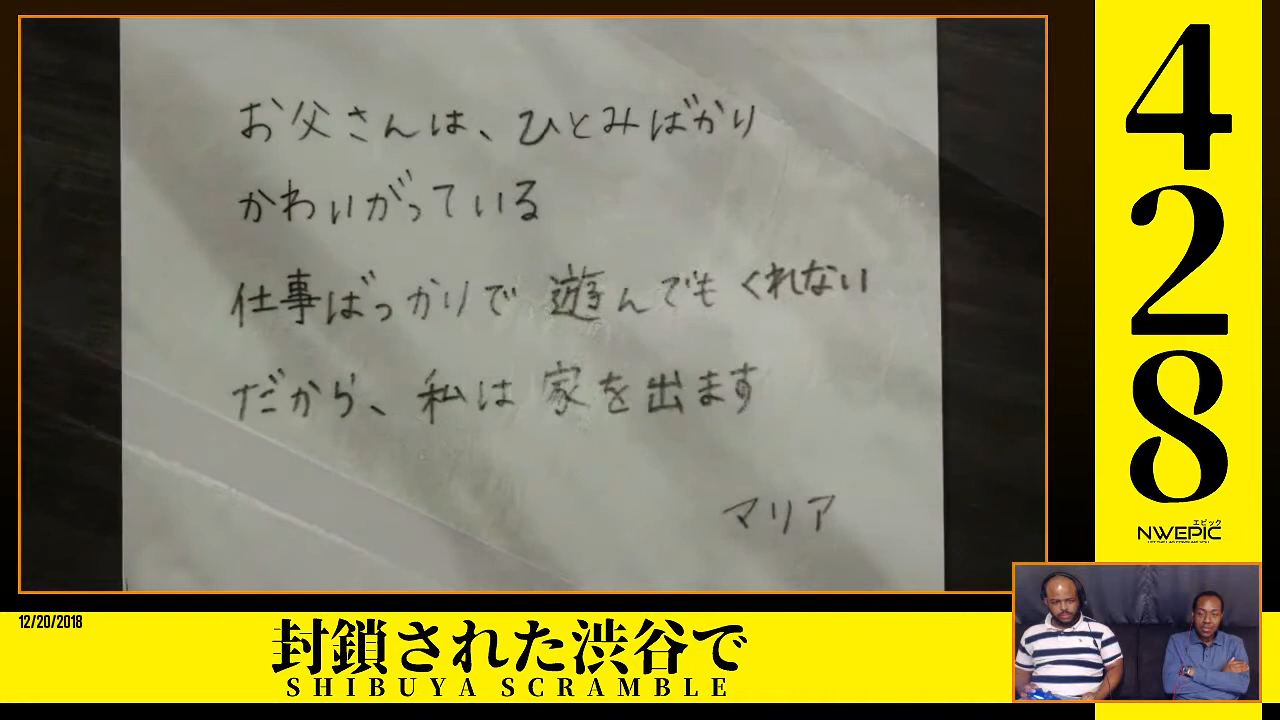 お父さんは、ひとみばかり
かわいがっている
仕事ばっかりで 遊んでもくれない
だから、私は家を出ます
マリア
428
エピック
NWEPIC
12/20/2018
封鎖された渋谷で
SHIBUYA SCRAMBLE